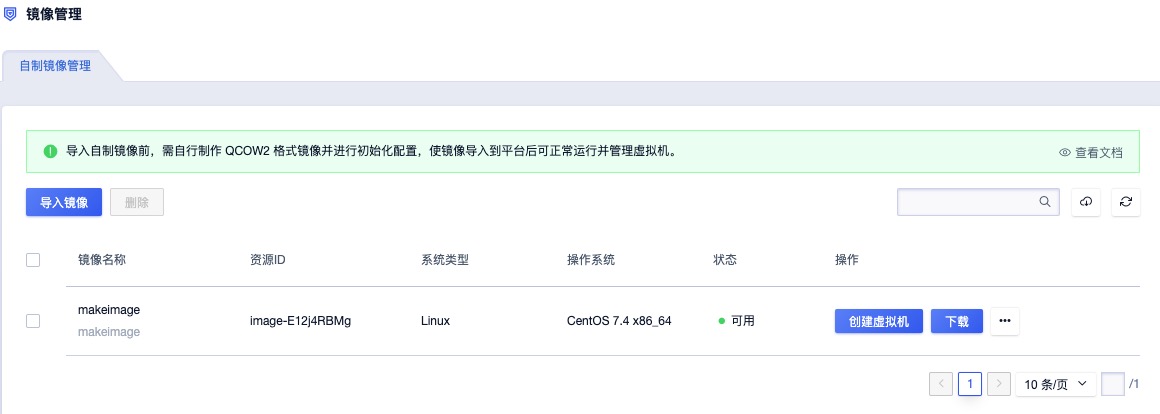 镜像管理
自制镜像管理
导入自制镜像前，需自行制作 QCOW2 格式镜像并进行初始化配置，使镜像导入到平台后可正常运行并管理虚拟机。 查看文档
导入镜像 删除
镜像名称 资源ID 系统类型 操作系统 状态 操作
makeimage
makeimage
image-E12j4RBMg Linux CentOS 7.4 x86_64 可用 创建虚拟机 下载 •••
1 10 条/页 /1